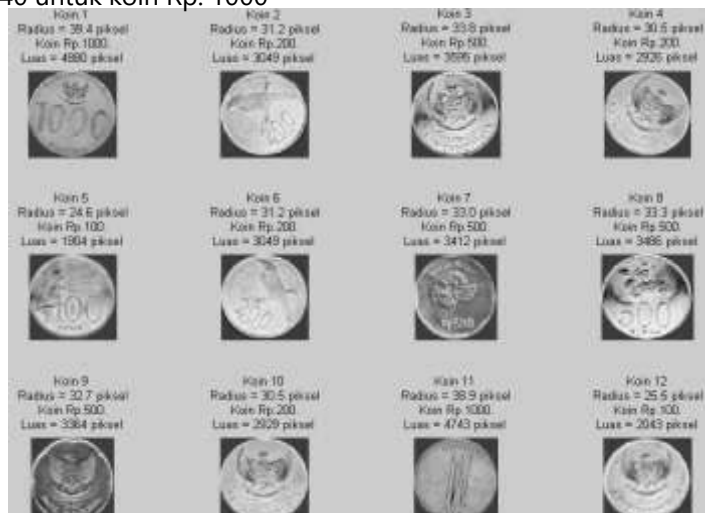 40 untuk koin Rp. 1000
Koin 1
Radius = 39.4 piksel
Koin Rp.1000.
Luas = 4880 piksel
1000
Koin 2
Radius = 31.2 piksel
Koin Rp.200.
Luas = 3049 piksel
Koin 3
Radius = 33.8 piksel
Koin Rp.500.
Luas = 3595 piksel
Koin 4
Radius = 30.5 piksel
Koin Rp.200.
Luas = 2926 piksel
Koin 5
Radius = 24.6 piksel
Koin Rp.100.
Luas = 1904 piksel
100
Koin 6
Radius = 31.2 piksel
Koin Rp.200.
Luas = 3049 piksel
Koin 7
Radius = 33.0 piksel
Koin Rp.500.
Luas = 3412 piksel
Koin 8
Radius = 33.3 piksel
Koin Rp.500.
Luas = 3486 piksel
500
Koin 9
Radius = 32.7 piksel
Koin Rp.500.
Luas = 3364 piksel
Koin 10
Radius = 30.5 piksel
Koin Rp.200.
Luas = 2929 piksel
Koin 11
Radius = 38.9 piksel
Koin Rp.1000.
Luas = 4743 piksel
Koin 12
Radius = 25.5 piksel
Koin Rp.100.
Luas = 2043 piksel